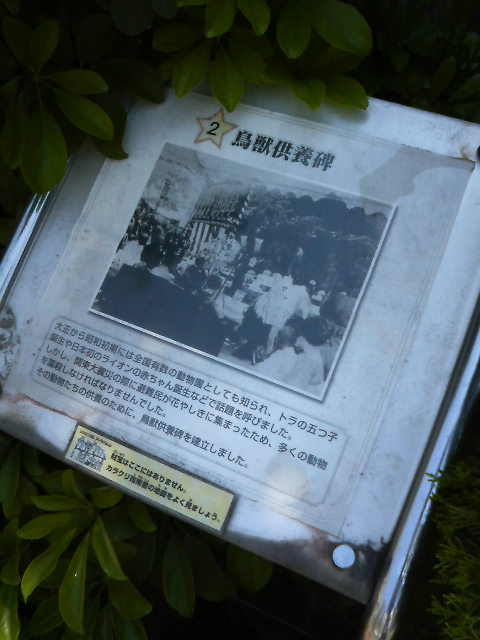 2
鳥獣供養碑
大正から昭和初期には全国有数の動物園としても知られ、トラの五つ子
誕生や日本初のライオンの赤ちゃん誕生などで話題を呼びました。
しかし、関東大震災の際に避難民が花やしきに集まったため、多くの動物
を薬殺しなければなりませんでした。
その動物たちの供養のために、鳥獣供養碑を建立しました。
財宝はここにはありません。
カラクリ
の地図をよく見ましょう。